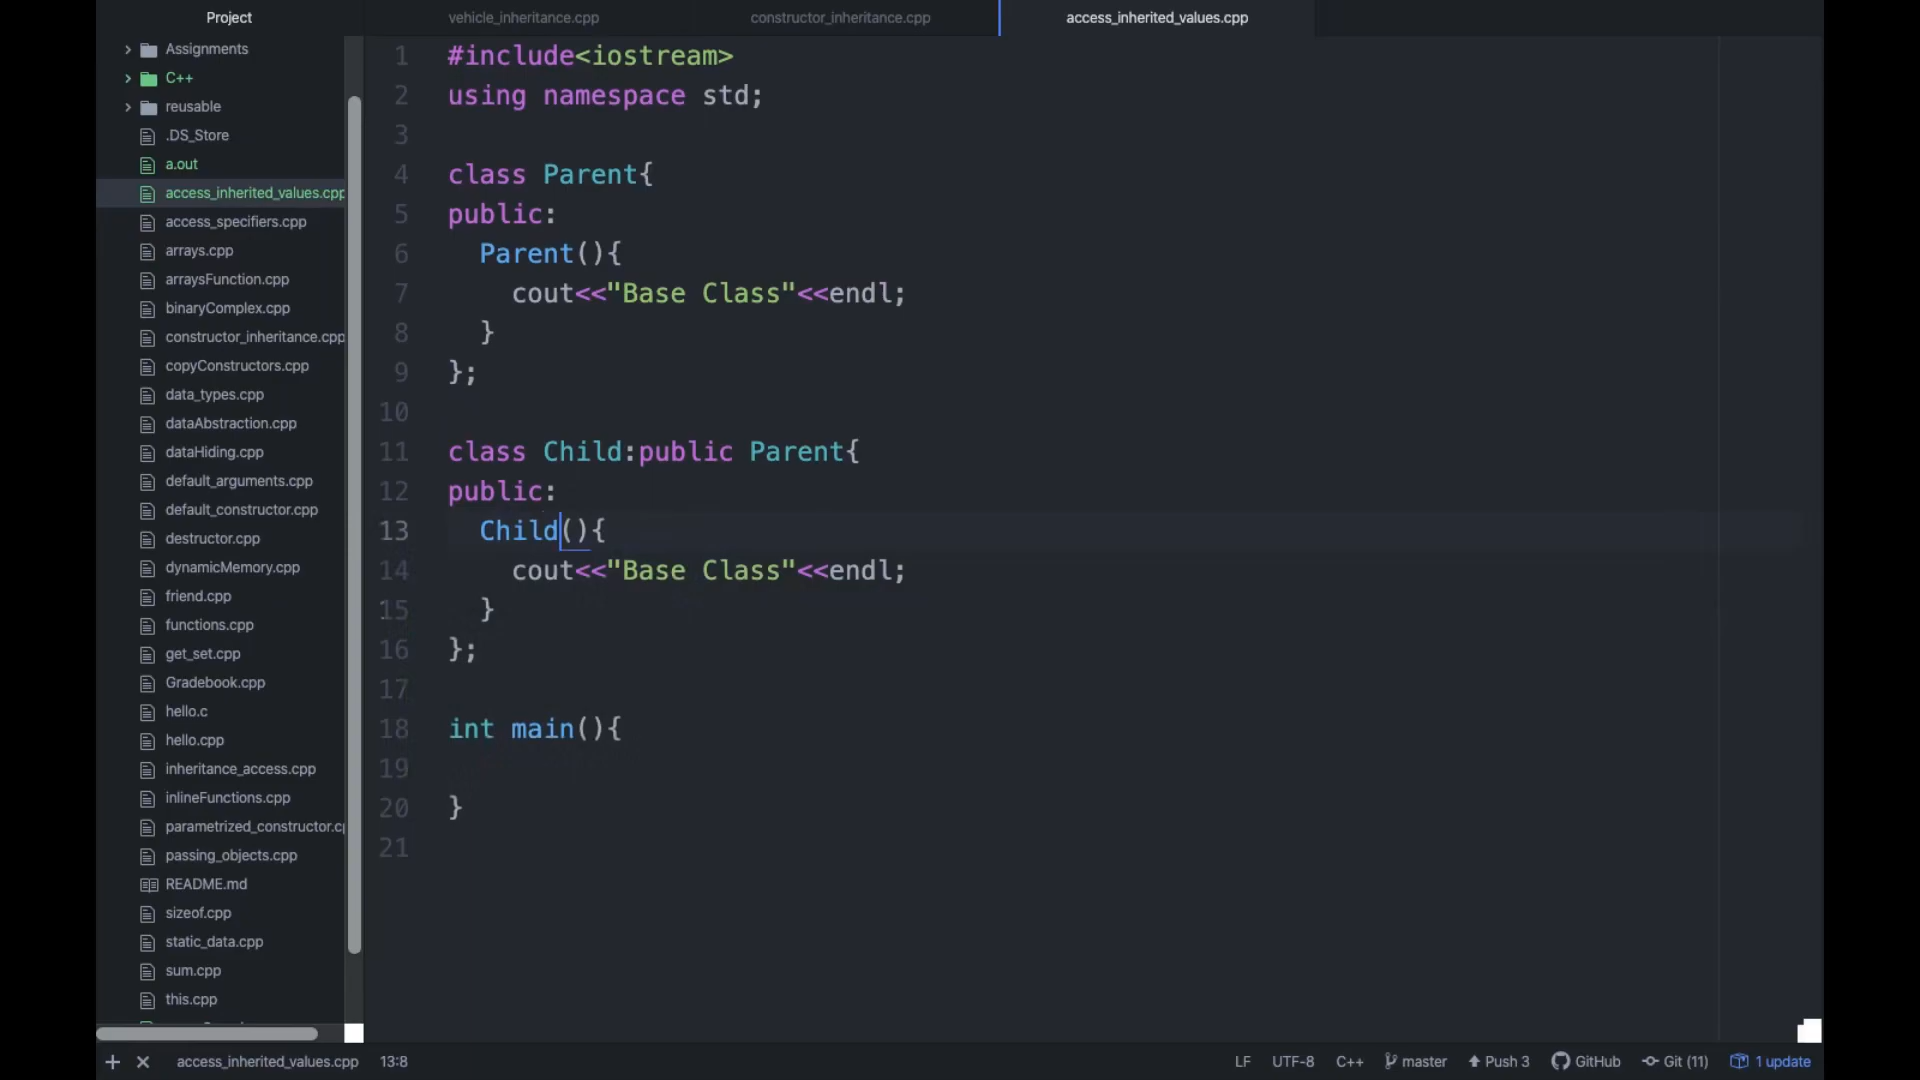 Project
vehicle_inheritance.cpp
constructor_inheritance.cpp
access_inherited_values.cpp
Assignments
C++
reusable
.DS_Store
a.out
access_inherited_values.cpp
access_specifiers.cpp
arrays.cpp
arraysFunction.cpp
binaryComplex.cpp
constructor_inheritance.cpp
copyConstructors.cpp
data_types.cpp
dataAbstraction.cpp
dataHiding.cpp
default_arguments.cpp
default_constructor.cpp
destructor.cpp
dynamicMemory.cpp
friend.cpp
functions.cpp
get_set.cpp
Gradebook.cpp
hello.c
hello.cpp
inheritance_access.cpp
inlineFunctions.cpp
parametrized_constructor.c
passing_objects.cpp
README.md
sizeof.cpp
static_data.cpp
sum.cpp
this.cpp
1 #include<iostream>
2 using namespace std;
3
4 class Parent{
5 public:
6 Parent(){
7 cout<<"Base Class"<<endl;
8 }
9 };
10
11 class Child:public Parent{
12 public:
13 Child(){
14 cout<<"Base Class"<<endl;
15 }
16 };
17
18 int main(){
19
20 }
21
access_inherited_values.cpp 13:8
LF UTF-8 C++ master Push 3 GitHub Git (11) 1 update